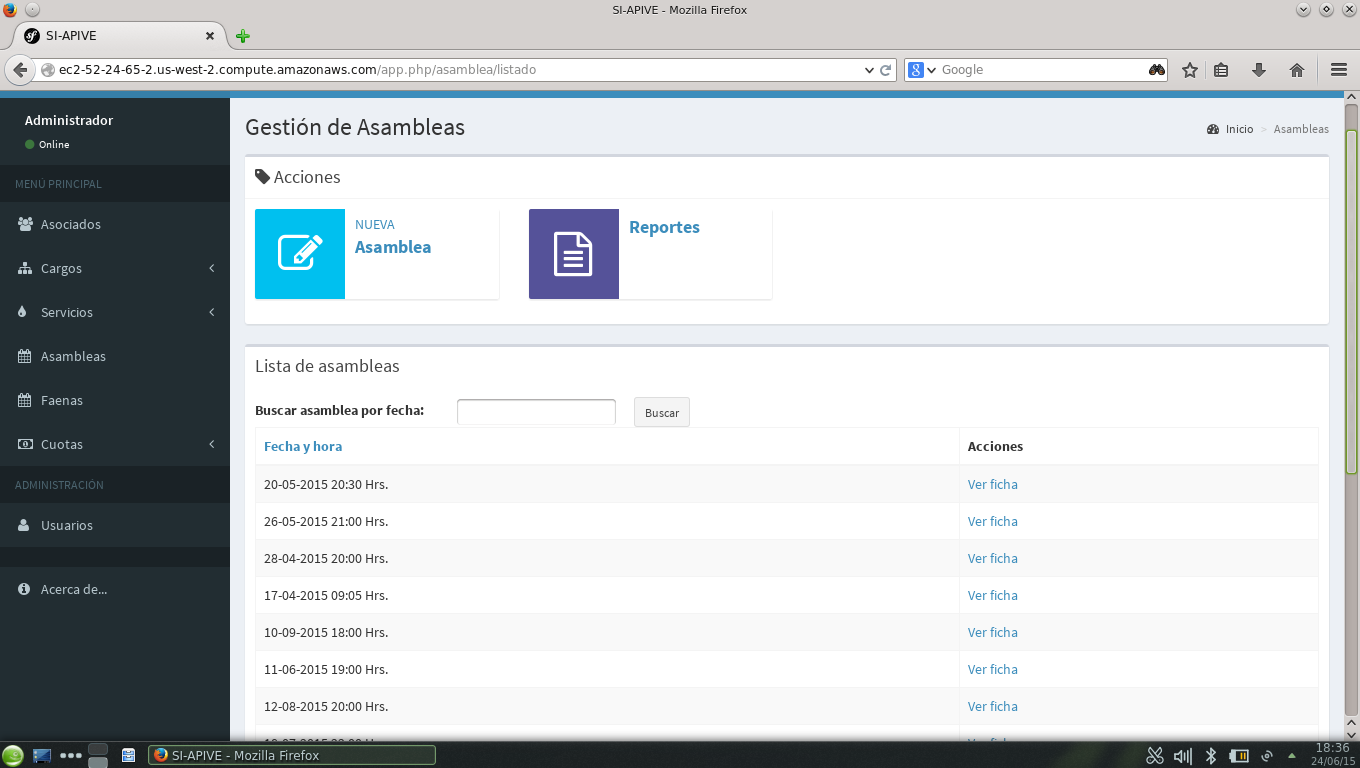 SI-APIVE - Mozilla Firefox
SI-APIVE
ec2-52-24-65-2.us-west-2.compute.amazonaws.com/app.php/asamblea/listado
Google
Administrador
Online
MENÚ PRINCIPAL
Asociados
Cargos
Servicios
Asambleas
Faenas
Cuotas
ADMINISTRACIÓN
Usuarios
Acerca de...
Gestión de Asambleas
Inicio > Asambleas
Acciones
NUEVA
Asamblea
Reportes
Lista de asambleas
Buscar asamblea por fecha:
Buscar
Fecha y hora Acciones
20-05-2015 20:30 Hrs. Ver ficha
26-05-2015 21:00 Hrs. Ver ficha
28-04-2015 20:00 Hrs. Ver ficha
17-04-2015 09:05 Hrs. Ver ficha
10-09-2015 18:00 Hrs. Ver ficha
11-06-2015 19:00 Hrs. Ver ficha
12-08-2015 20:00 Hrs. Ver ficha
SI-APIVE - Mozilla Firefox
18:36
24/06/15